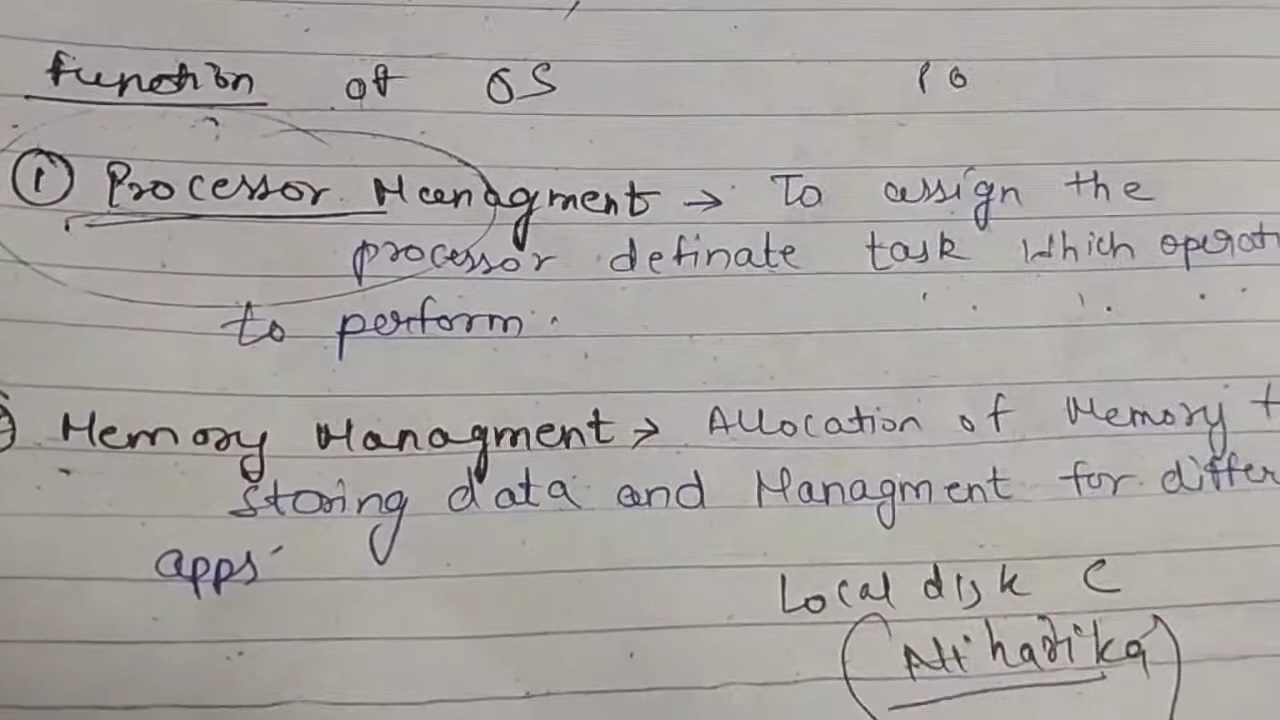 function of OS
① Processor Managment → To assign the
processor definate task which operat
to perform.
Memory Managment → Allocation of Memory t
storing data and Managment for differ
apps
Local disk C